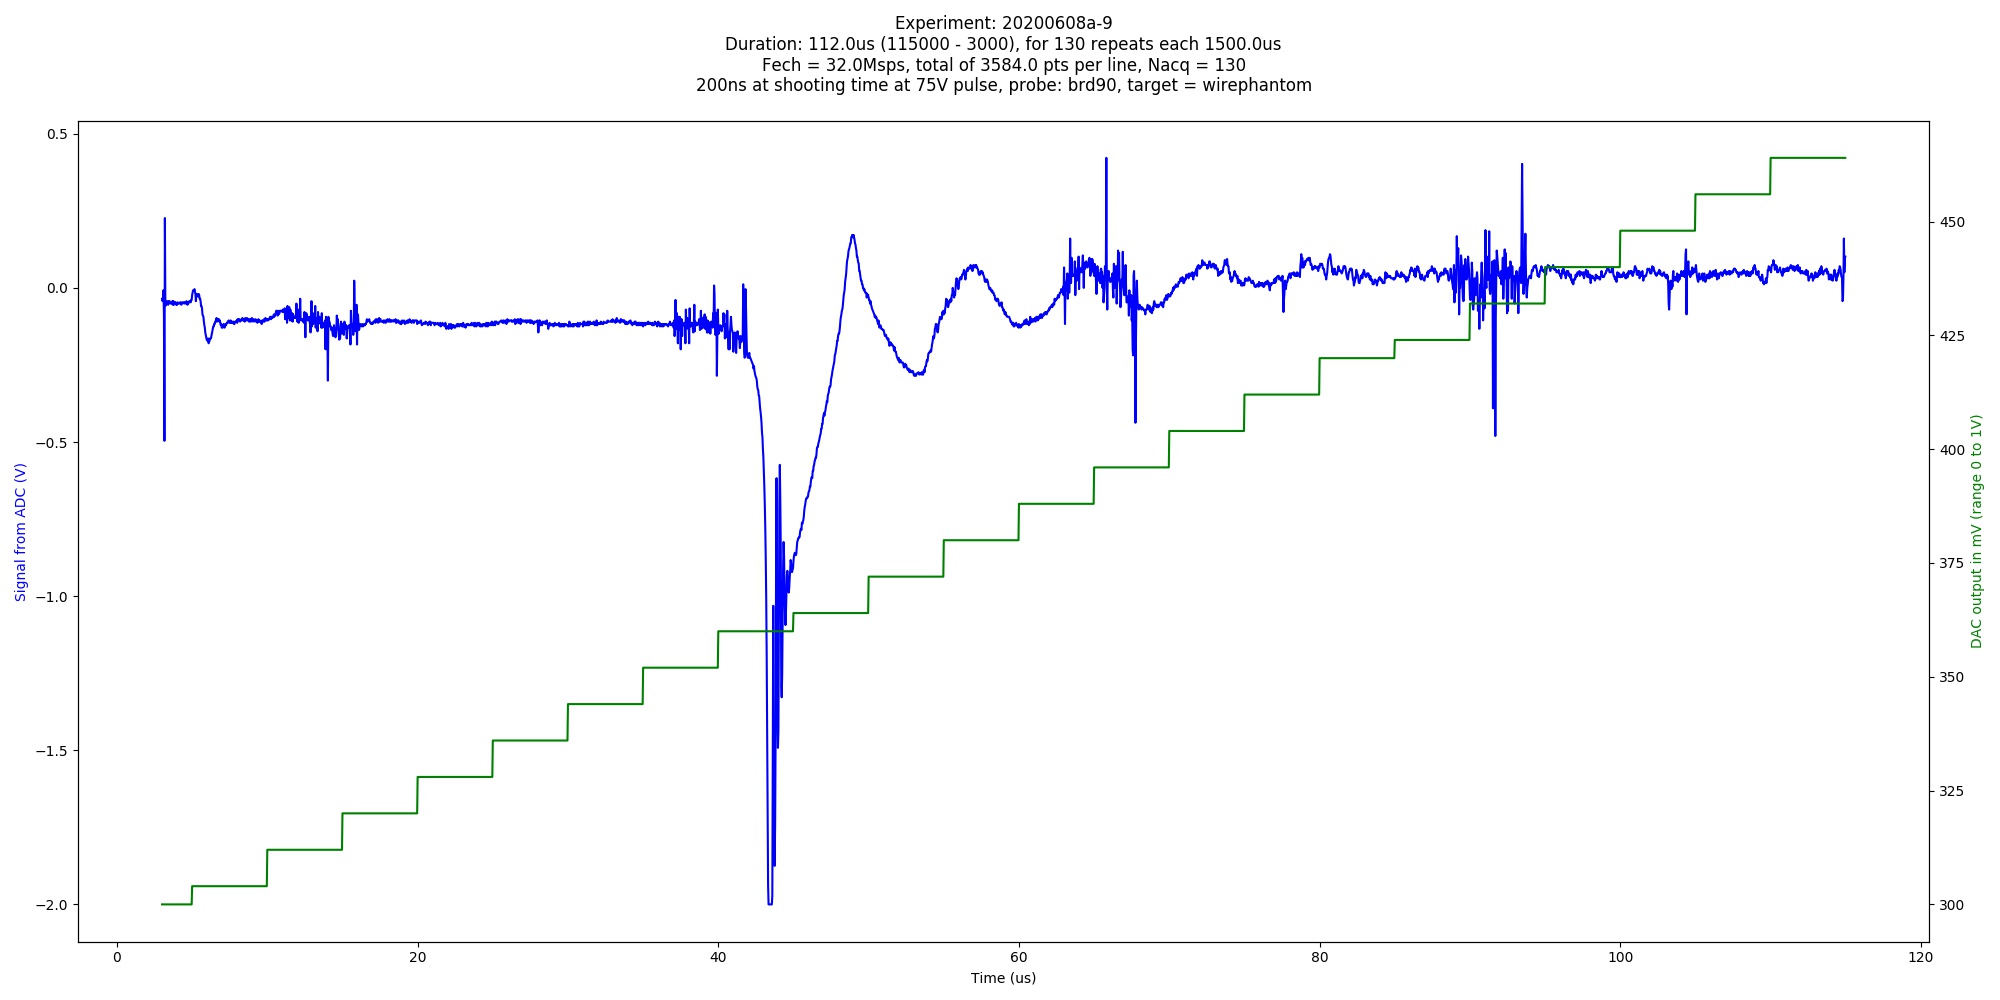 Experiment: 20200608a-9
Duration: 112.0us (115000 - 3000), for 130 repeats each 1500.0us
Fech = 32.0Msps, total of 3584.0 pts per line, Nacq = 130
200ns at shooting time at 75V pulse, probe: brd90, target = wirephantom
Signal from ADC (V)
0.5
0.0
−0.5
−1.0
−1.5
−2.0
0
20
40
60
80
100
120
Time (us)
450
425
400
375
350
325
300
DAC output in mV (range 0 to 1V)